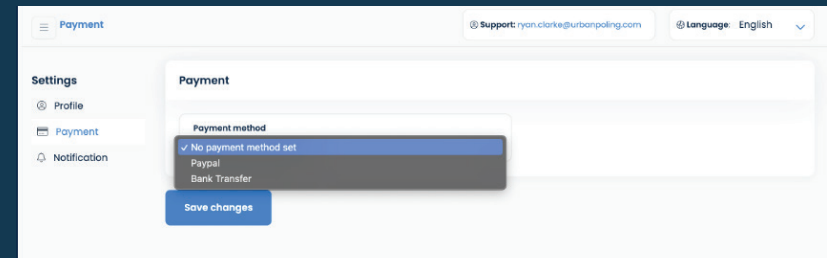 Payment
Support: ryan.clarke@urbanpoling.com
Language: English
Settings
Profile
Payment
Notification
Payment
Payment method
✓ No payment method set
Paypal
Bank Transfer
Save changes